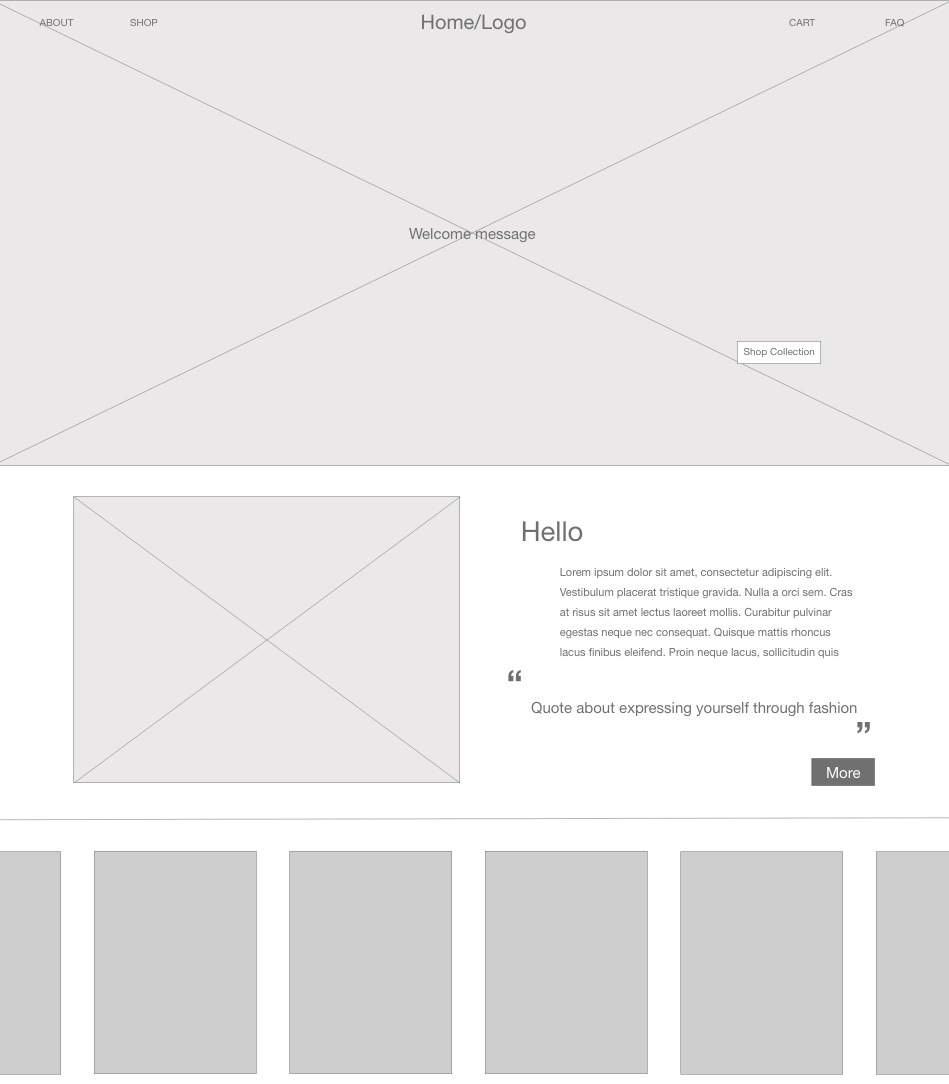 ABOUT
SHOP
Home/Logo
CART
FAQ
Welcome message
Shop Collection
Hello
Lorem ipsum dolor sit amet, consectetur adipiscing elit.
Vestibulum placerat tristique gravida. Nulla a orci sem. Cras
at risus sit amet lectus laoreet mollis. Curabitur pulvinar
egestas neque nec consequat. Quisque mattis rhoncus
lacus finibus eleifend. Proin neque lacus, sollicitudin quis
“
Quote about expressing yourself through fashion
”
More